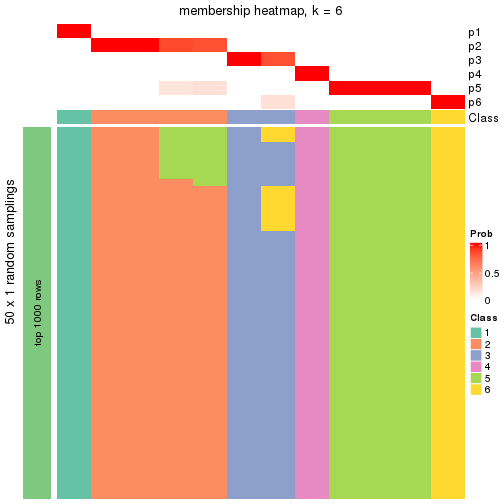 membership heatmap, k = 6
p1
p2
p3
p4
p5
p6
Class
50 x 1 random samplings
top 1000 rows
Prob
1
0.5
0
Class
1
2
3
4
5
6